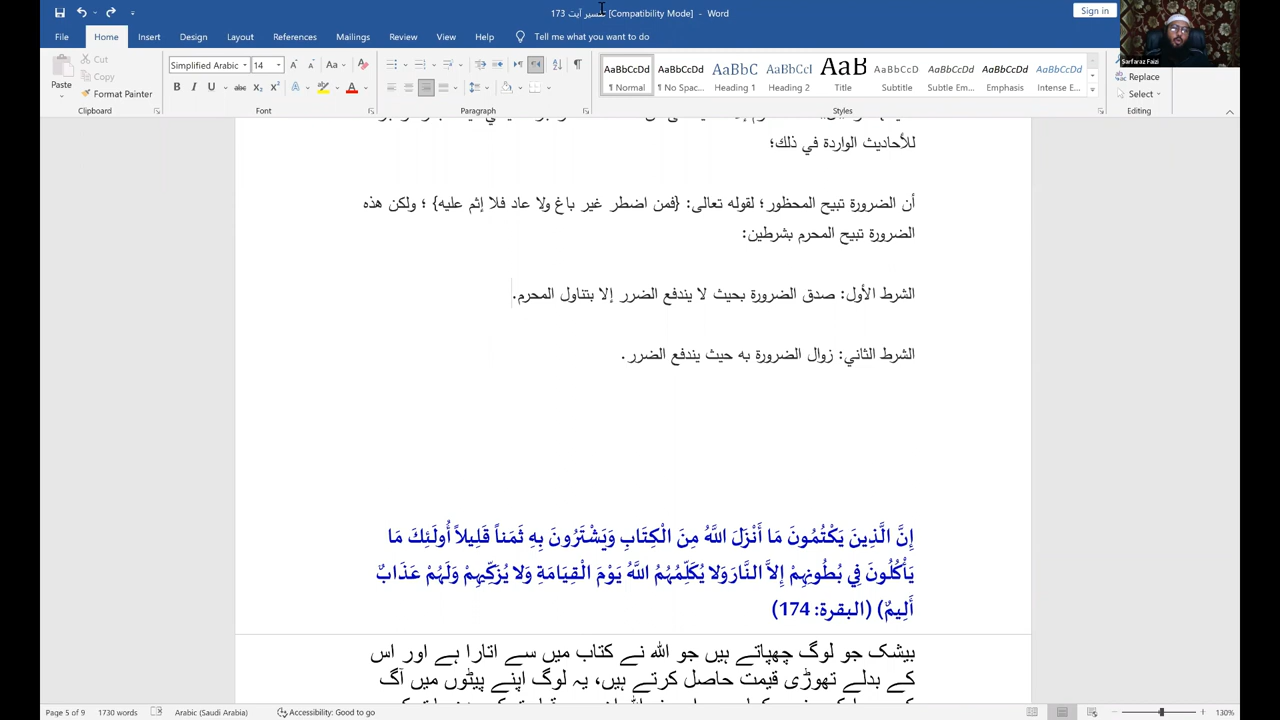 تفسير آیت 173 [Compatibility Mode] - Word
Sign in
Sarfaraz Faizi
File Home Insert Design Layout References Mailings Review View Help Tell me what you want to do
Paste
Cut
Copy
Format Painter
Clipboard
Simplified Arabic 14
Font
Paragraph
AaBbCcDd AaBbCcDd AaBbC AaBbCcI AaB AaBbCcD AaBbCcDd AaBbCcDd AaBbCcDd
¶ Normal ¶ No Spac... Heading 1 Heading 2 Title Subtitle Subtle Em... Emphasis Intense E...
Styles
Replace
Select
Editing
للأحاديث الواردة في ذلك؛
أن الضرورة تبيح المحظور؛ لقوله تعالى: {فمن اضطر غير باغ ولا عاد فلا إثم عليه} ؛ ولكن هذه
الضرورة تبيح المحرم بشرطين:
الشرط الأول: صدق الضرورة بحيث لا يندفع الضرر إلا بتناول المحرم.
الشرط الثاني: زوال الضرورة به حيث يندفع الضرر.
إِنَّ الَّذِينَ يَكْتُمُونَ مَا أَنْزَلَ اللَّهُ مِنَ الْكِتَابِ وَيَشْتَرُونَ بِهِ ثَمَناً قَلِيلاً أُولَئِكَ مَا
يَأْكُلُونَ فِي بُطُونِهِمْ إِلاَّ النَّارَ وَلا يُكَلِّمُهُمُ اللَّهُ يَوْمَ الْقِيَامَةِ وَلا يُزَكِّيهِمْ وَلَهُمْ عَذَابٌ
أَلِيمٌ) (البقرة: 174)
بیشک جو لوگ چھپاتے ہیں جو اللہ نے کتاب میں سے اتارا ہے اور اس
کے بدلے تھوڑی قیمت حاصل کرتے ہیں، یہ لوگ اپنے پیٹوں میں آگ
Page 5 of 9 1730 words Arabic (Saudi Arabia) Accessibility: Good to go 130%